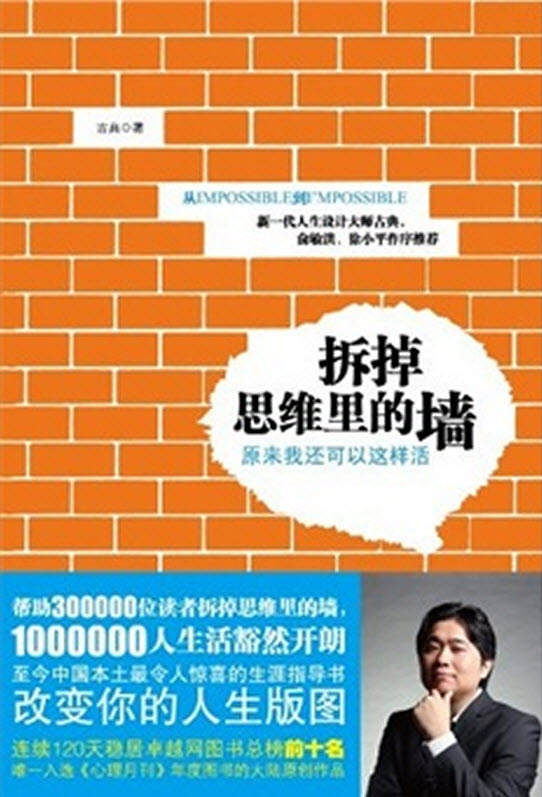 古典◎著
从IMPOSSIBLE到I'MPOSSIBLE
新一代人生设计大师古典,
俞敏洪、徐小平作序推荐
拆掉
思维里的墙
原来我还可以这样活
帮助300000位读者拆掉思维里的墙,
1000000人生活豁然开朗
至今中国本土最令人惊喜的生涯指导书
改变你的人生版图
连续120天稳居卓越网图书总榜前十名
唯一入选《心理月刊》年度图书的大陆原创作品